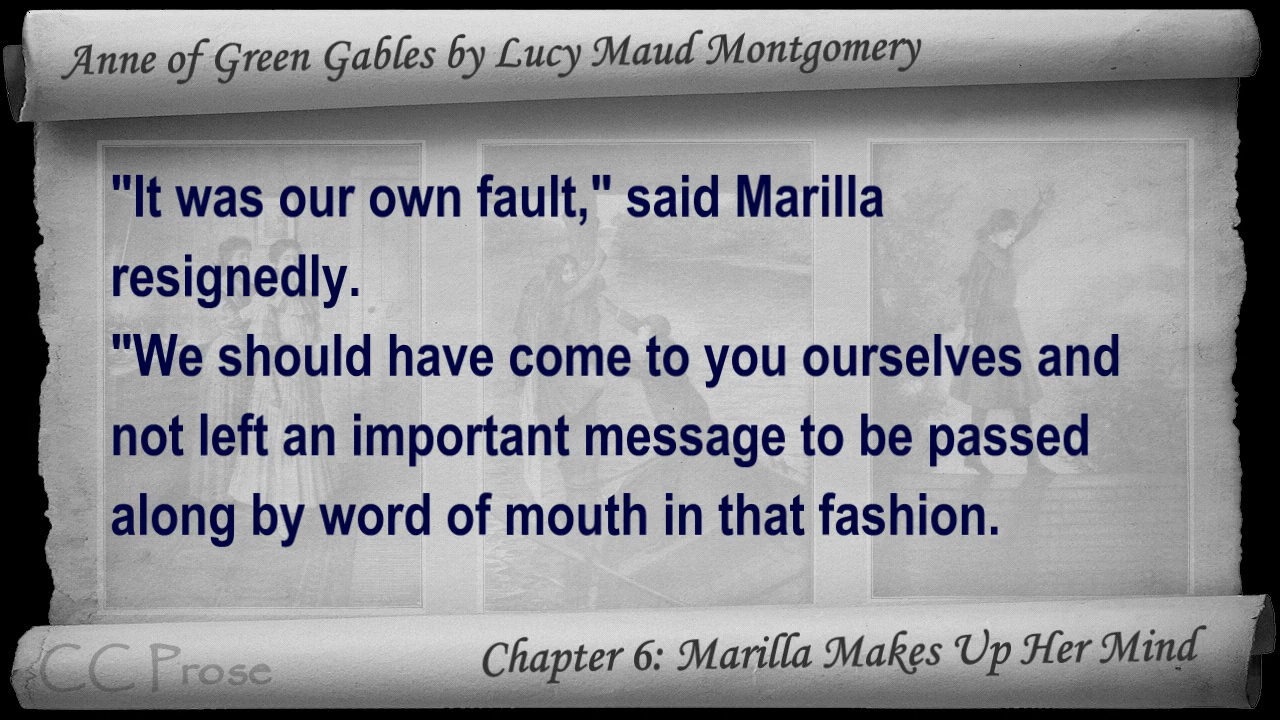 Anne of Green Gables by Lucy Maud Montgomery
"It was our own fault," said Marilla
resignedly.
"We should have come to you ourselves and
not left an important message to be passed
along by word of mouth in that fashion.
Chapter 6: Marilla Makes Up Her Mind
CC Prose